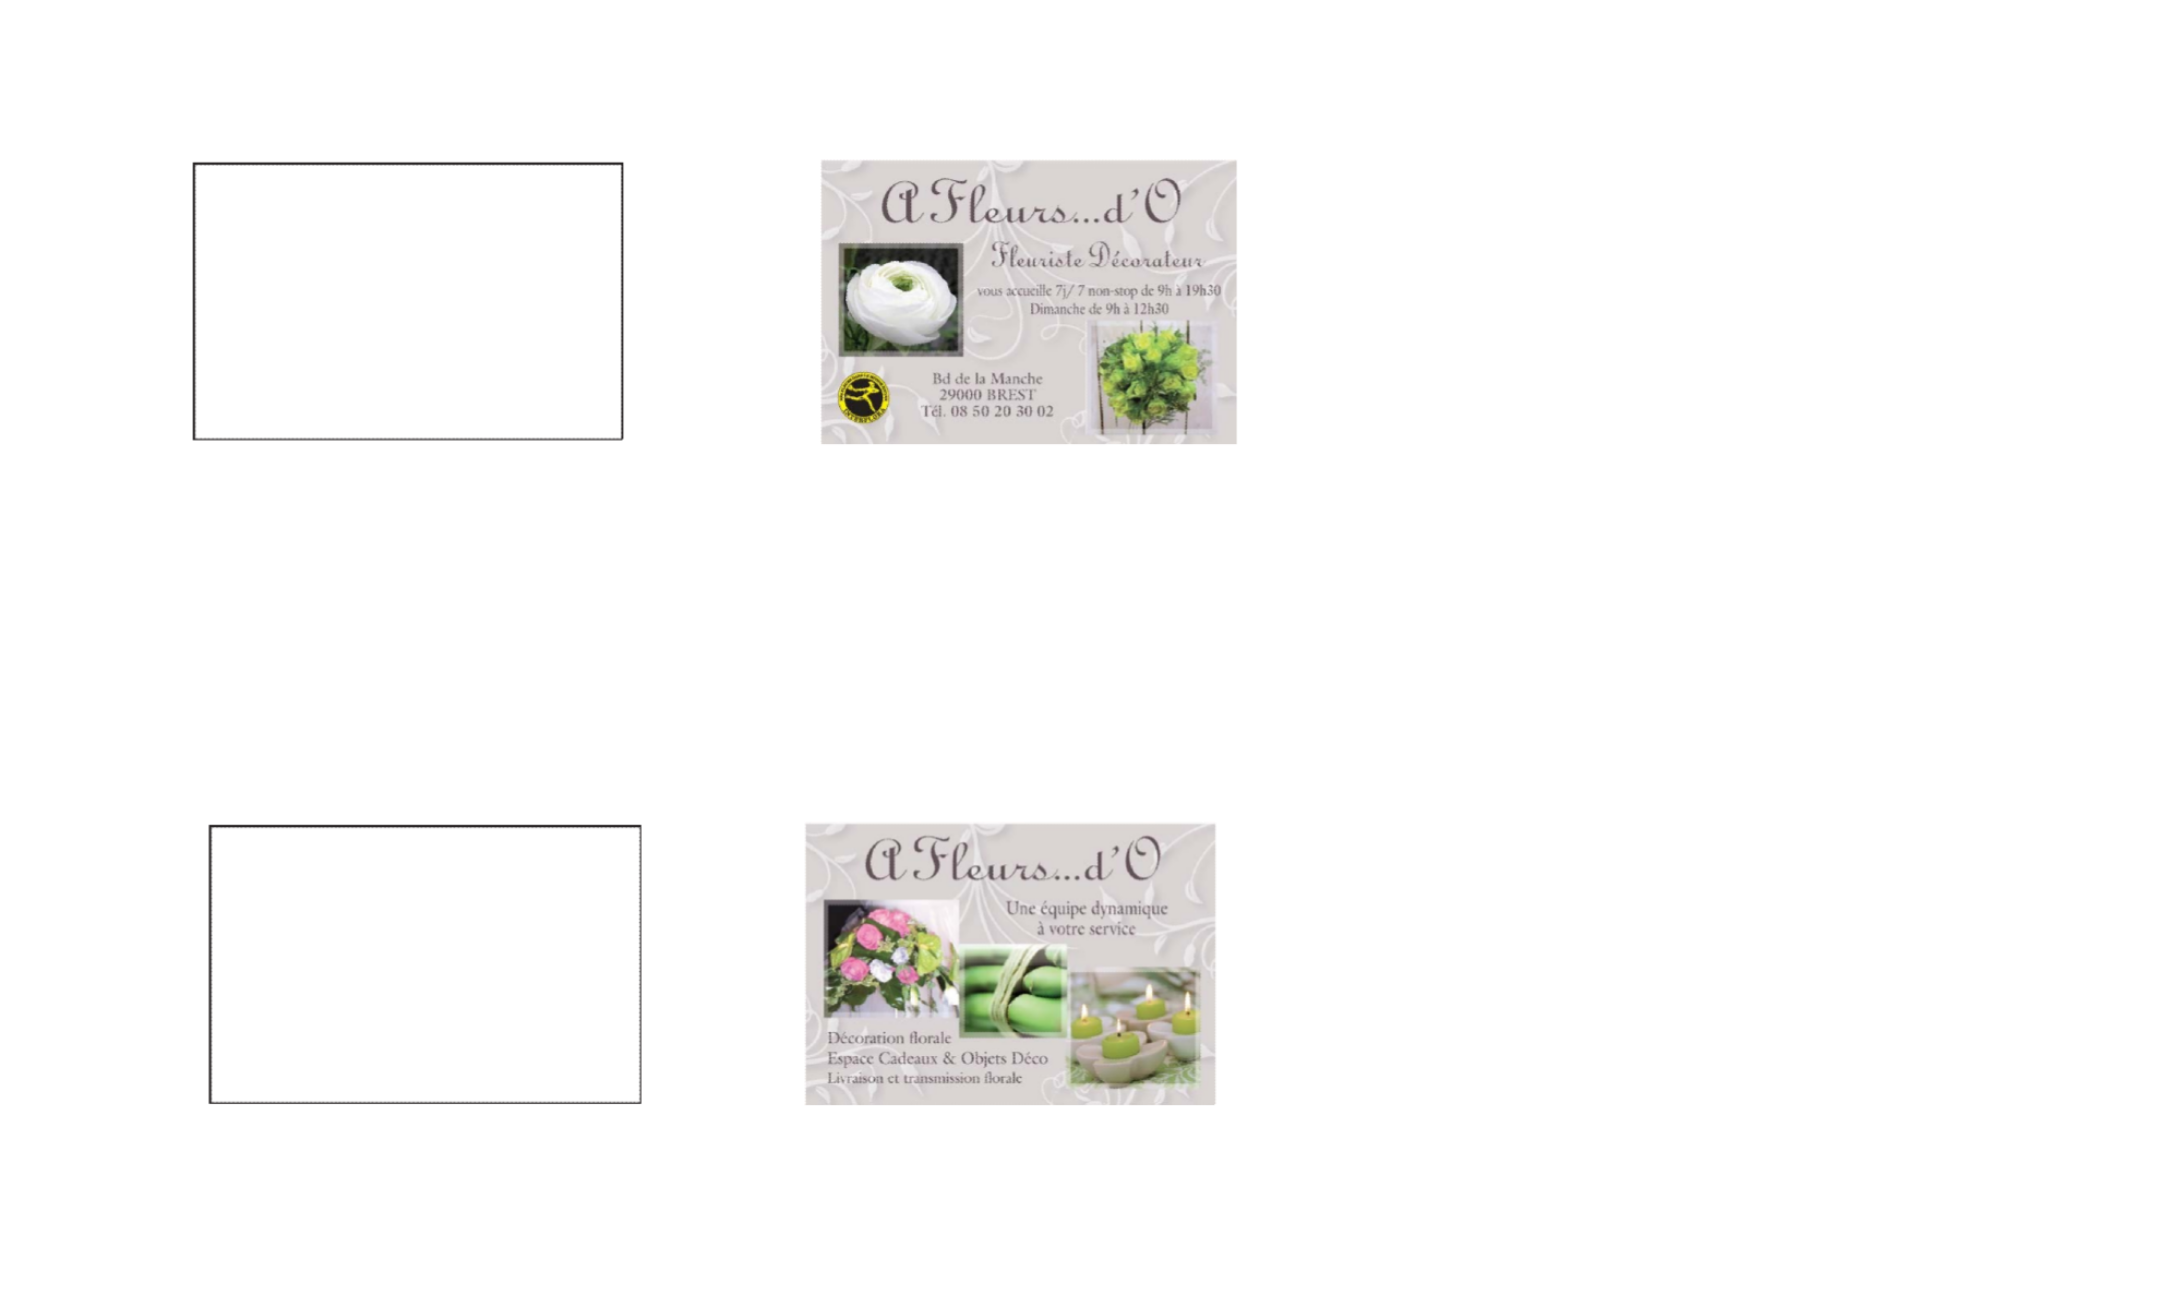 A Fleurs...d'O
Fleuriste Décorateur
vous accueille 7j/ 7 non-stop de 9h à 19h30
Dimanche de 9h à 12h30
Bd de la Manche
29000 BREST
Tél. 08 50 20 30 02
INTERFLORA
A Fleurs...d'O
Une équipe dynamique
à votre service
Décoration florale
Espace Cadeaux & Objets Déco
Livraison et transmission florale